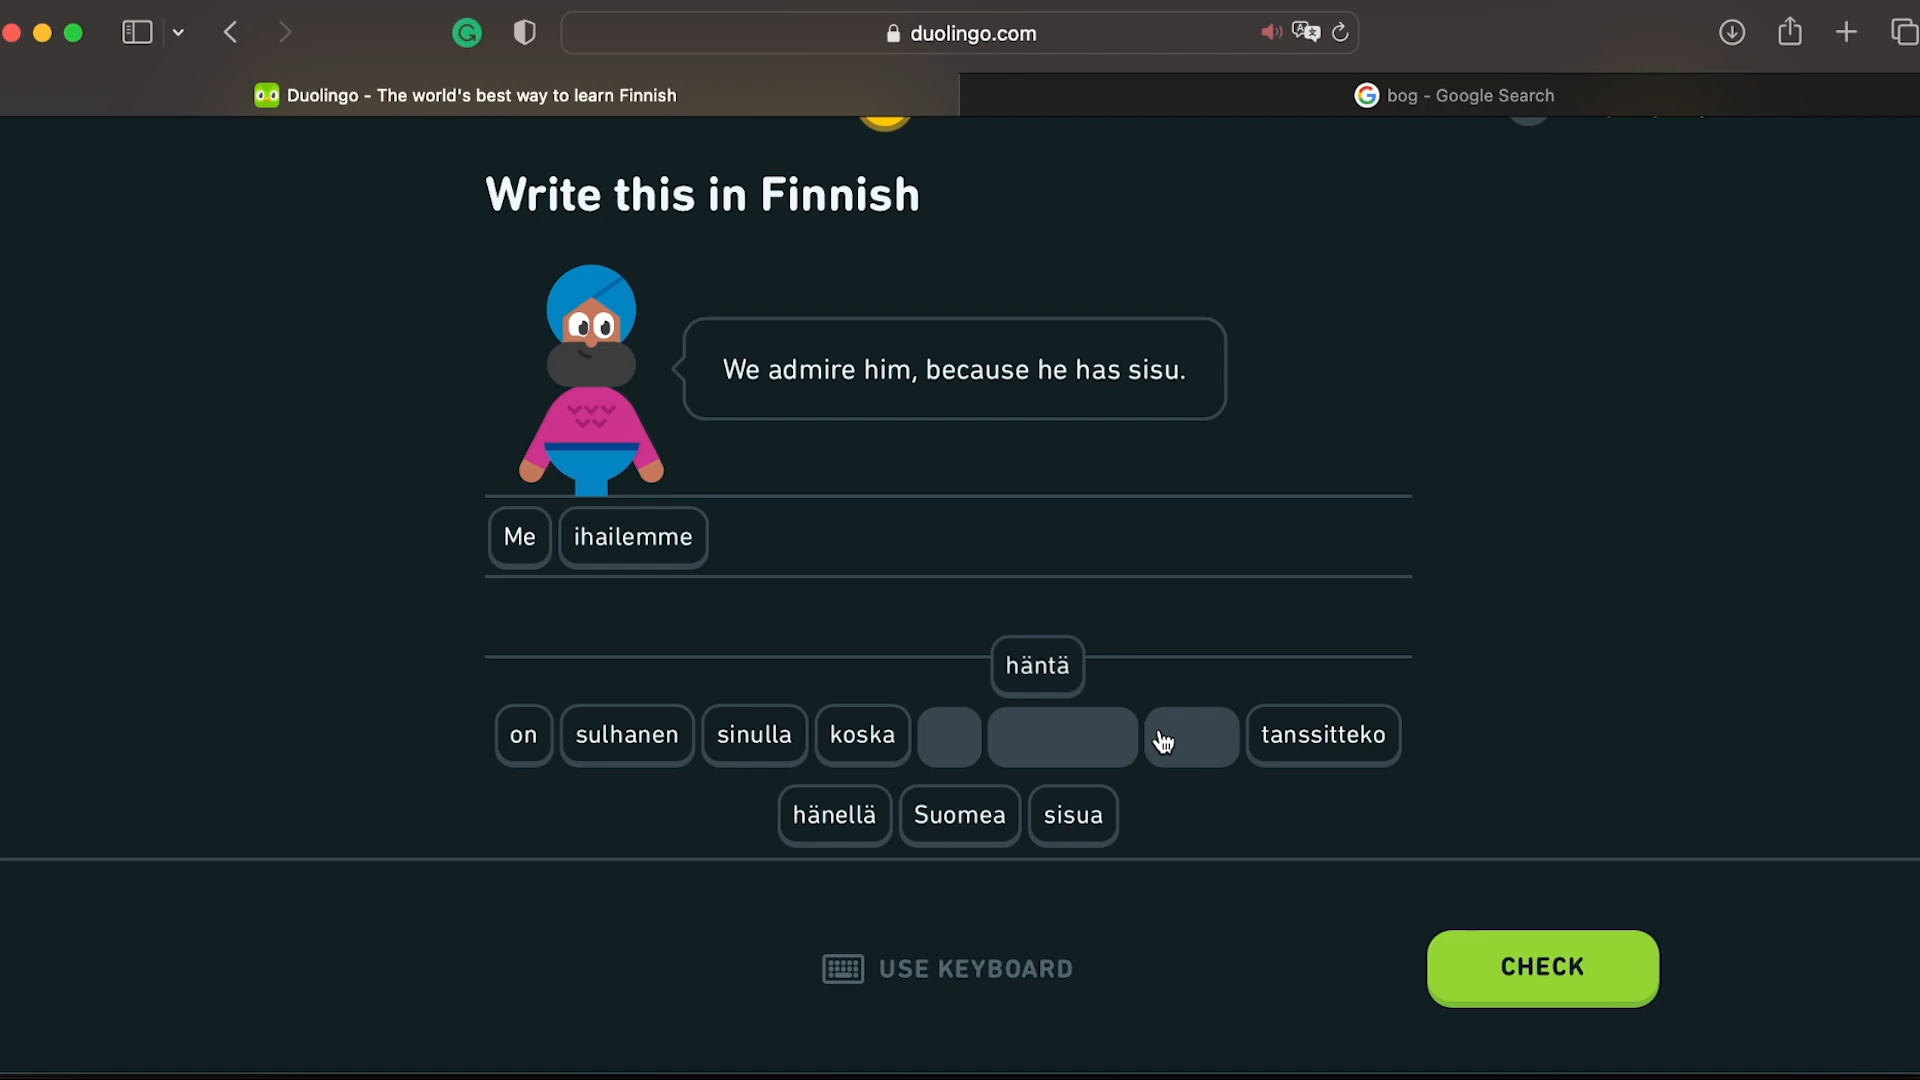 duolingo.com
Duolingo - The world's best way to learn Finnish
bog - Google Search
Write this in Finnish
We admire him, because he has sisu.
Me ihailemme
häntä
on sulhanen sinulla koska tanssitteko
hänellä Suomea sisua
USE KEYBOARD
CHECK